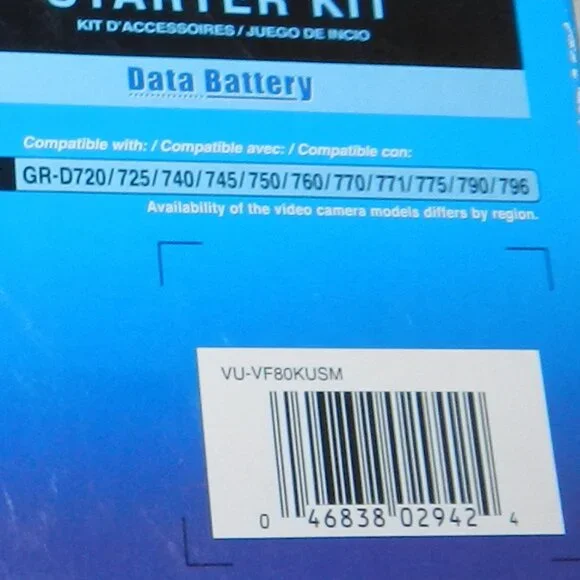 STARTER KIT
KIT D'ACCESSOIRES / JUEGO DE INCIO
Data Battery
Compatible with: / Compatible avec: / Compatible con:
GR-D720/725/740/745/750/760/770/771/775/790/796
Availability of the video camera models differs by region.
VU-VF80KUSM
0 46838 02942 4